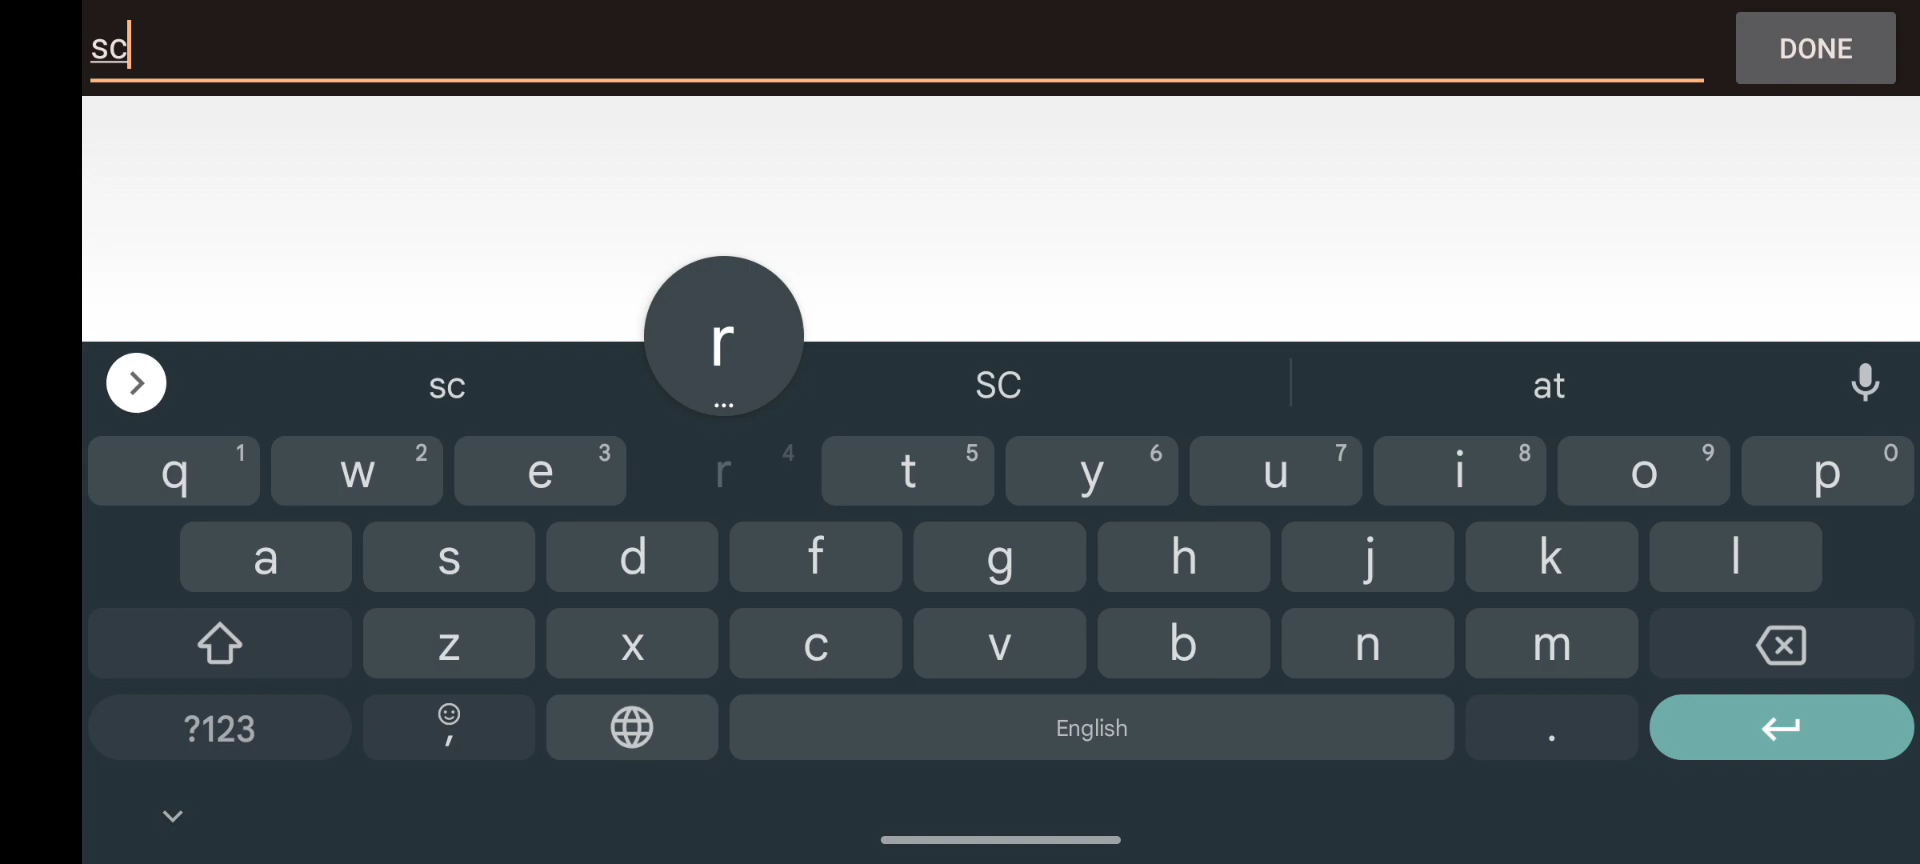 sc
DONE
r
...
sc SC at
q 1 w 2 e 3 r 4 t 5 y 6 u 7 i 8 o 9 p 0
a s d f g h j k l
z x c v b n m
?123 , English .